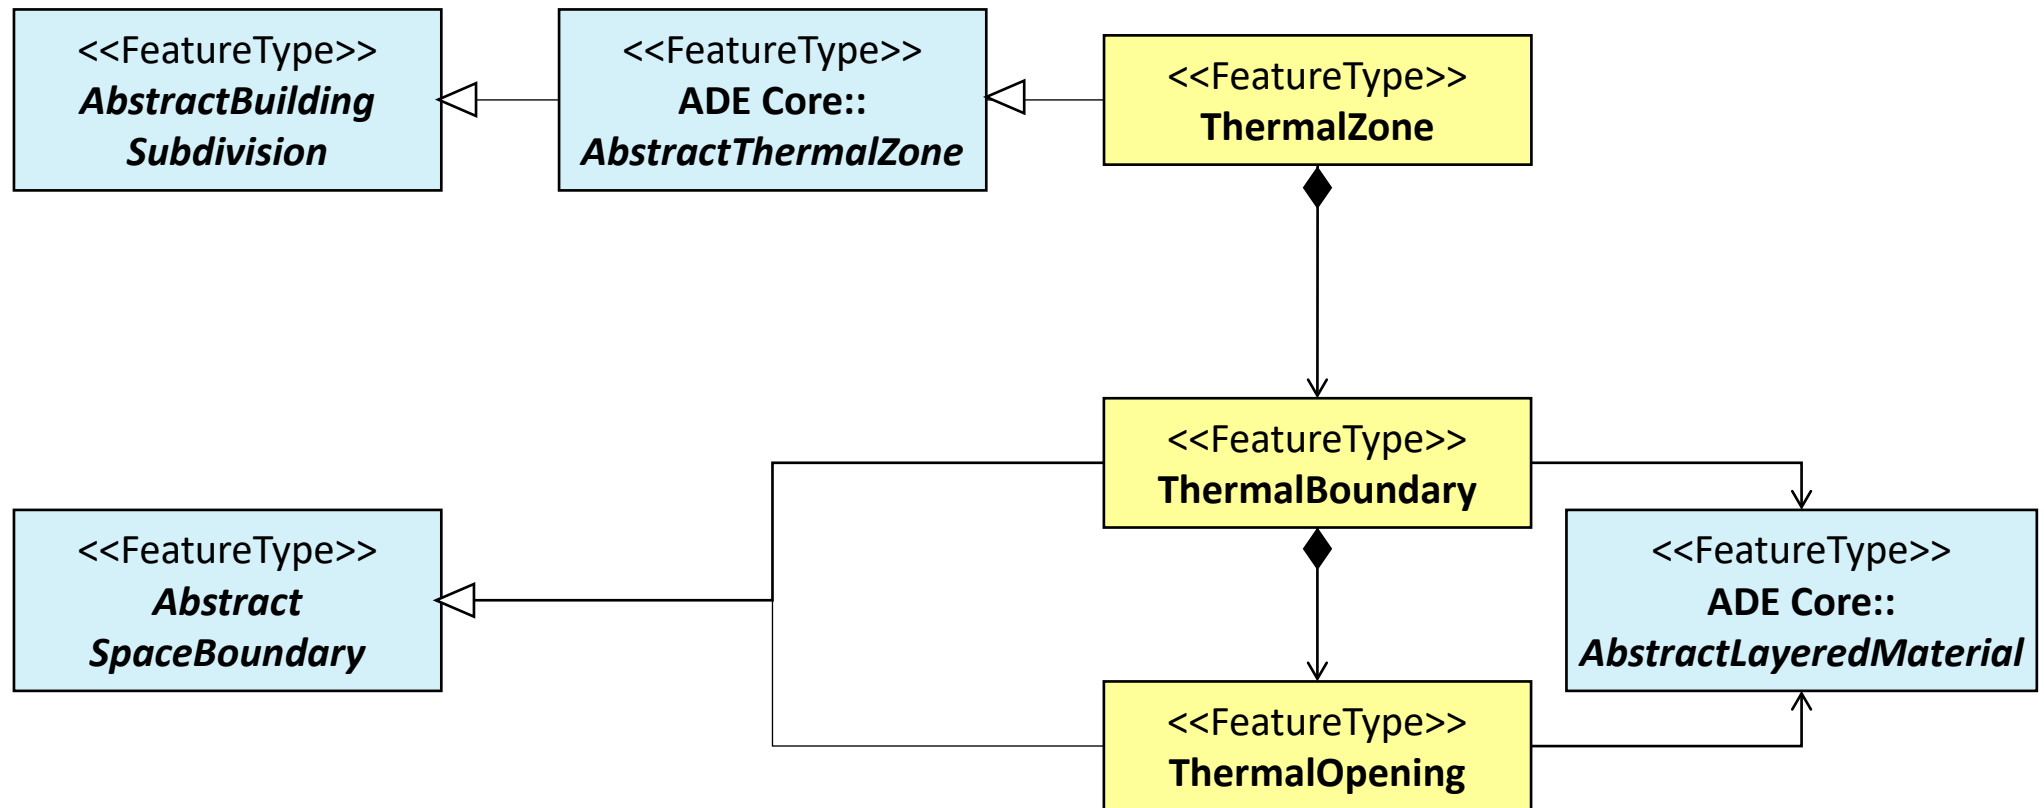 <<FeatureType>>
AbstractBuilding
Subdivision
<<FeatureType>>
ADE Core::
AbstractThermalZone
<<FeatureType>>
ThermalZone
<<FeatureType>>
ThermalBoundary
<<FeatureType>>
Abstract
SpaceBoundary
<<FeatureType>>
ADE Core::
AbstractLayeredMaterial
<<FeatureType>>
ThermalOpening